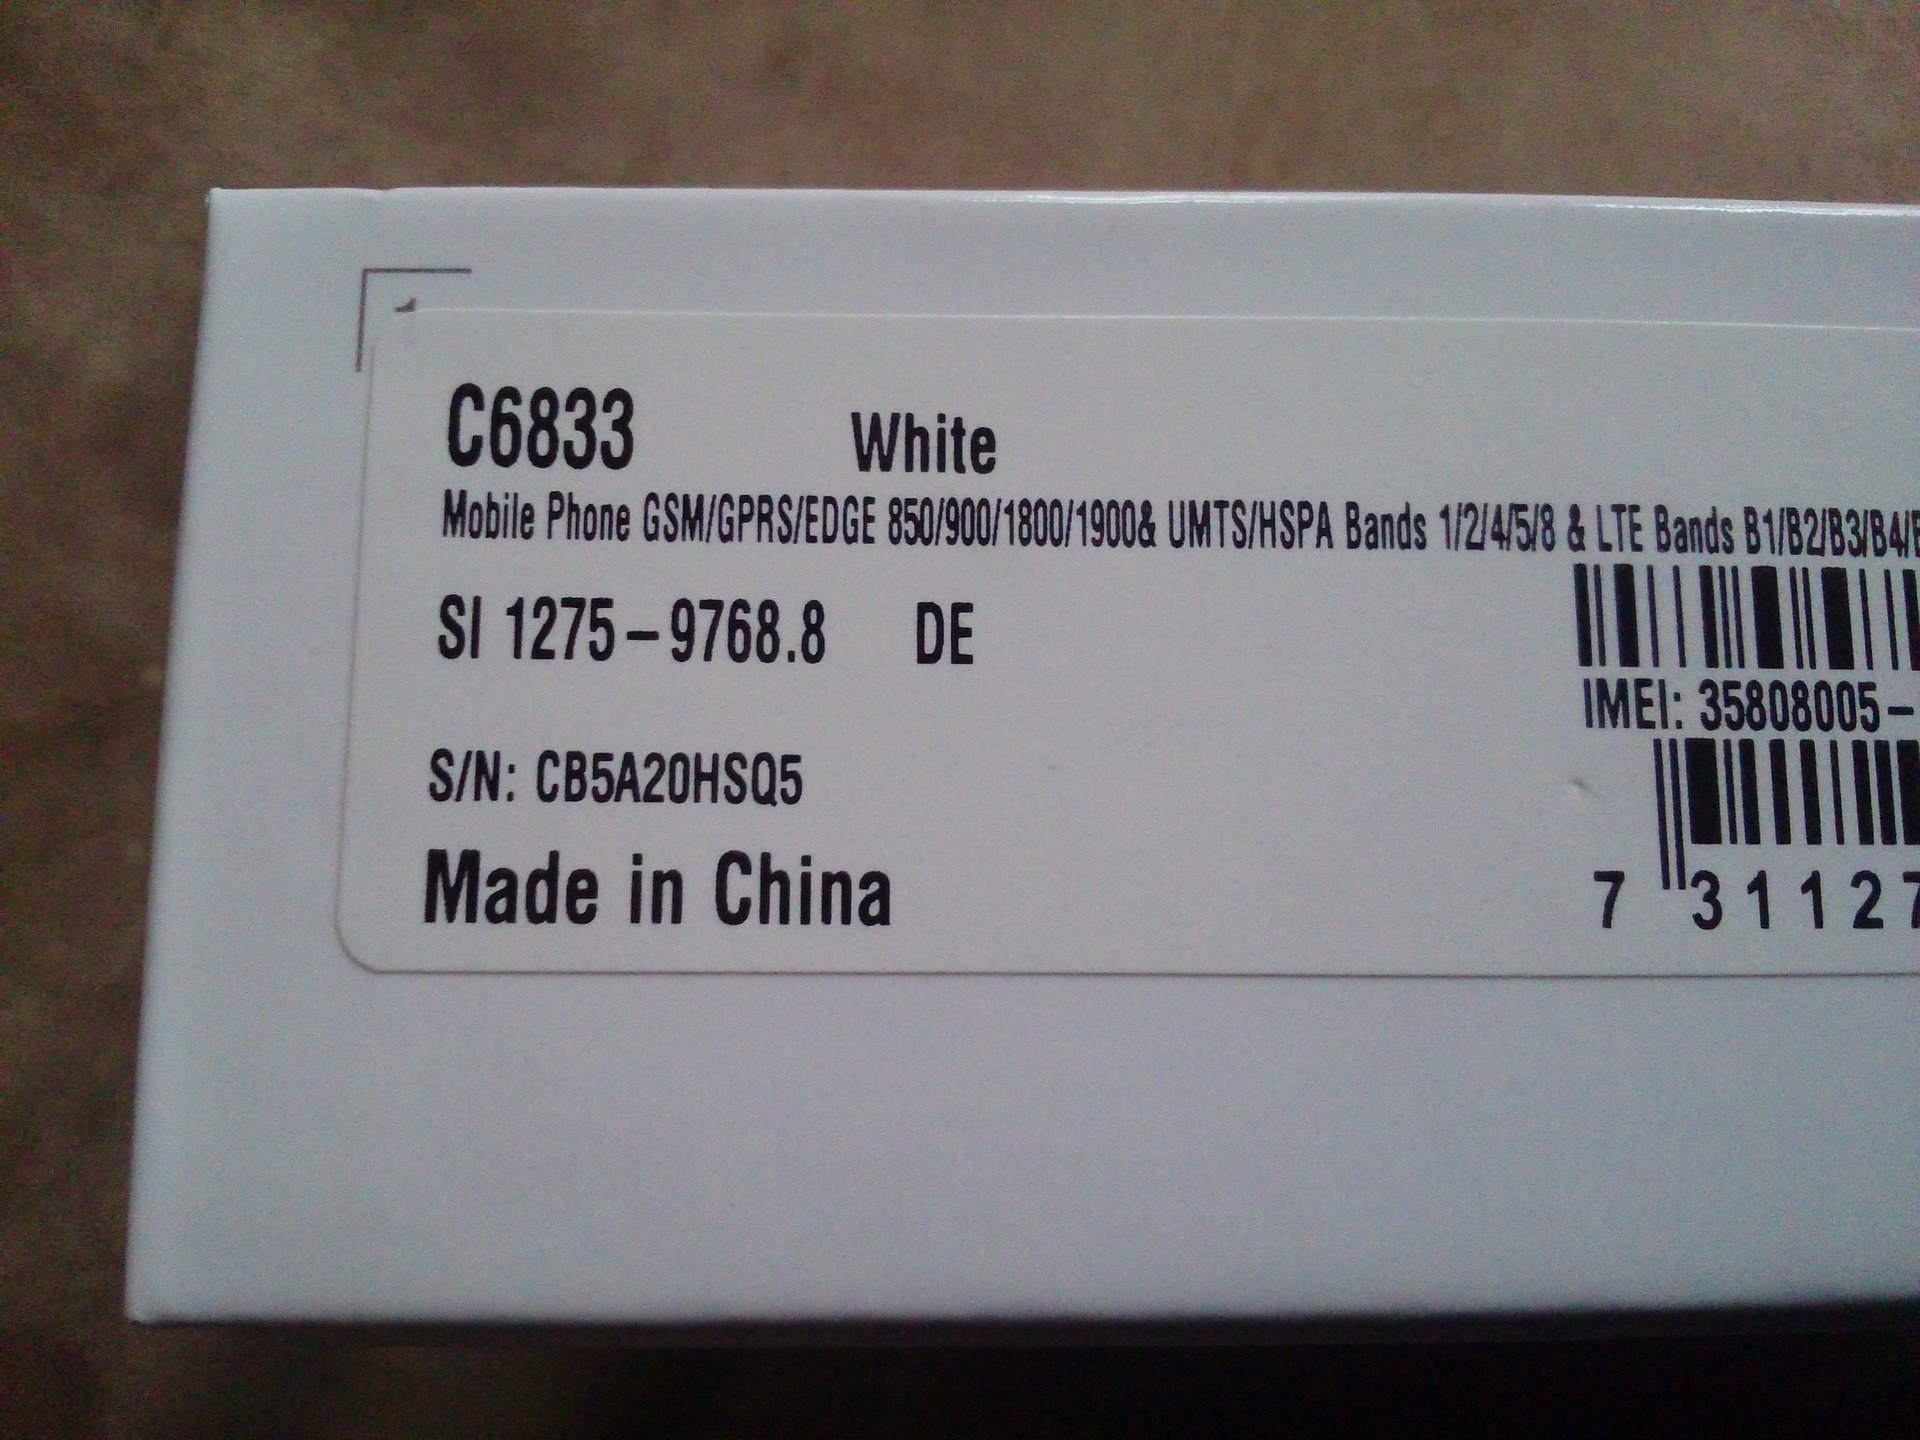 C6833 White
Mobile Phone GSM/GPRS/EDGE 850/900/1800/1900& UMTS/HSPA Bands 1/2/4/5/8 & LTE Bands B1/B2/B3/B4/
SI 1275-9768.8 DE
IMEI: 35808005-
S/N: CB5A20HSQ5
Made in China
7 31127